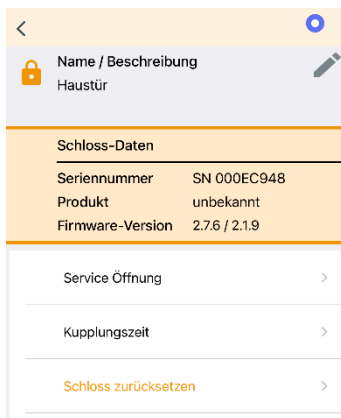 Name / Beschreibung
Haustür
Schloss-Daten
Seriennummer SN 000EC948
Produkt unbekannt
Firmware-Version 2.7.6 / 2.1.9
Service Öffnung
Kupplungszeit
Schloss zurücksetzen